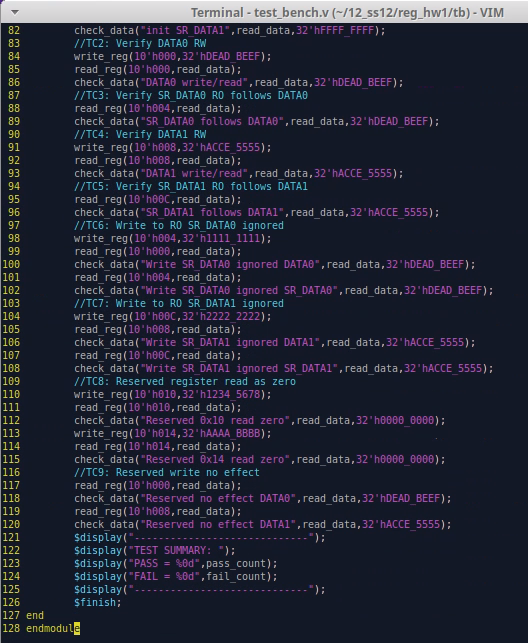 Terminal - test_bench.v (~/12_ss12/reg_hw1/tb) - VIM
82 check_data("init SR_DATA1",read_data,32'hFFFF_FFFF);
83 //TC2: Verify DATA0 RW
84 write_reg(10'h000,32'hDEAD_BEEF);
85 read_reg(10'h000,read_data);
86 check_data("DATA0 write/read",read_data,32'hDEAD_BEEF);
87 //TC3: Verify SR_DATA0 RO follows DATA0
88 read_reg(10'h004,read_data);
89 check_data("SR_DATA0 follows DATA0",read_data,32'hDEAD_BEEF);
90 //TC4: Verify DATA1 RW
91 write_reg(10'h008,32'hACCE_5555);
92 read_reg(10'h008,read_data);
93 check_data("DATA1 write/read",read_data,32'hACCE_5555);
94 //TC5: Verify SR_DATA1 RO follows DATA1
95 read_reg(10'h00C,read_data);
96 check_data("SR_DATA1 follows DATA1",read_data,32'hACCE_5555);
97 //TC6: Write to RO SR_DATA0 ignored
98 write_reg(10'h004,32'h1111_1111);
99 read_reg(10'h000,read_data);
100 check_data("Write SR_DATA0 ignored DATA0",read_data,32'hDEAD_BEEF);
101 read_reg(10'h004,read_data);
102 check_data("Write SR_DATA0 ignored SR_DATA0",read_data,32'hDEAD_BEEF);
103 //TC7: Write to RO SR_DATA1 ignored
104 write_reg(10'h00C,32'h2222_2222);
105 read_reg(10'h008,read_data);
106 check_data("Write SR_DATA1 ignored DATA1",read_data,32'hACCE_5555);
107 read_reg(10'h00C,read_data);
108 check_data("Write SR_DATA1 ignored SR_DATA1",read_data,32'hACCE_5555);
109 //TC8: Reserved register read as zero
110 write_reg(10'h010,32'h1234_5678);
111 read_reg(10'h010,read_data);
112 check_data("Reserved 0x10 read zero",read_data,32'h0000_0000);
113 write_reg(10'h014,32'hAAAA_BBBB);
114 read_reg(10'h014,read_data);
115 check_data("Reserved 0x14 read zero",read_data,32'h0000_0000);
116 //TC9: Reserved write no effect
117 read_reg(10'h000,read_data);
118 check_data("Reserved no effect DATA0",read_data,32'hDEAD_BEEF);
119 read_reg(10'h008,read_data);
120 check_data("Reserved no effect DATA1",read_data,32'hACCE_5555);
121 $display("-----------------------------");
122 $display("TEST SUMMARY: ");
123 $display("PASS = %0d",pass_count);
124 $display("FAIL = %0d",fail_count);
125 $display("-----------------------------");
126 $finish;
127 end
128 endmodule